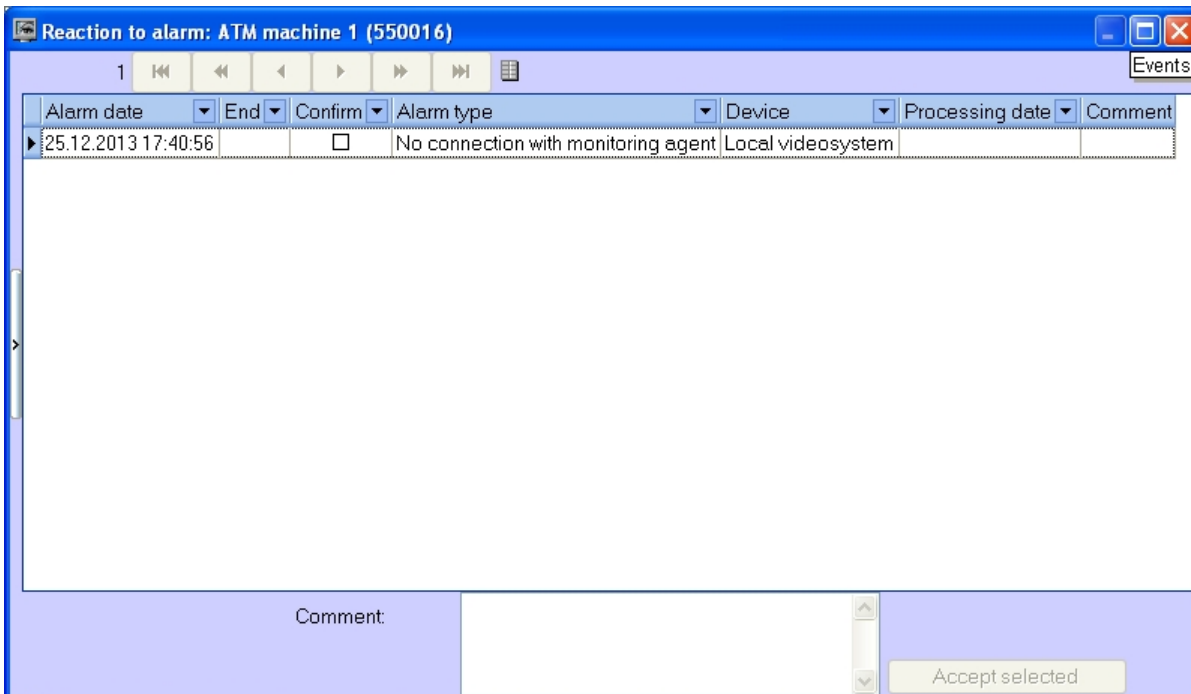 Reaction to alarm: ATM machine 1 (550016)
1
Events
Alarm date End Confirm Alarm type Device Processing date Comment
25.12.2013 17:40:56 No connection with monitoring agent Local videosystem
Comment:
Accept selected